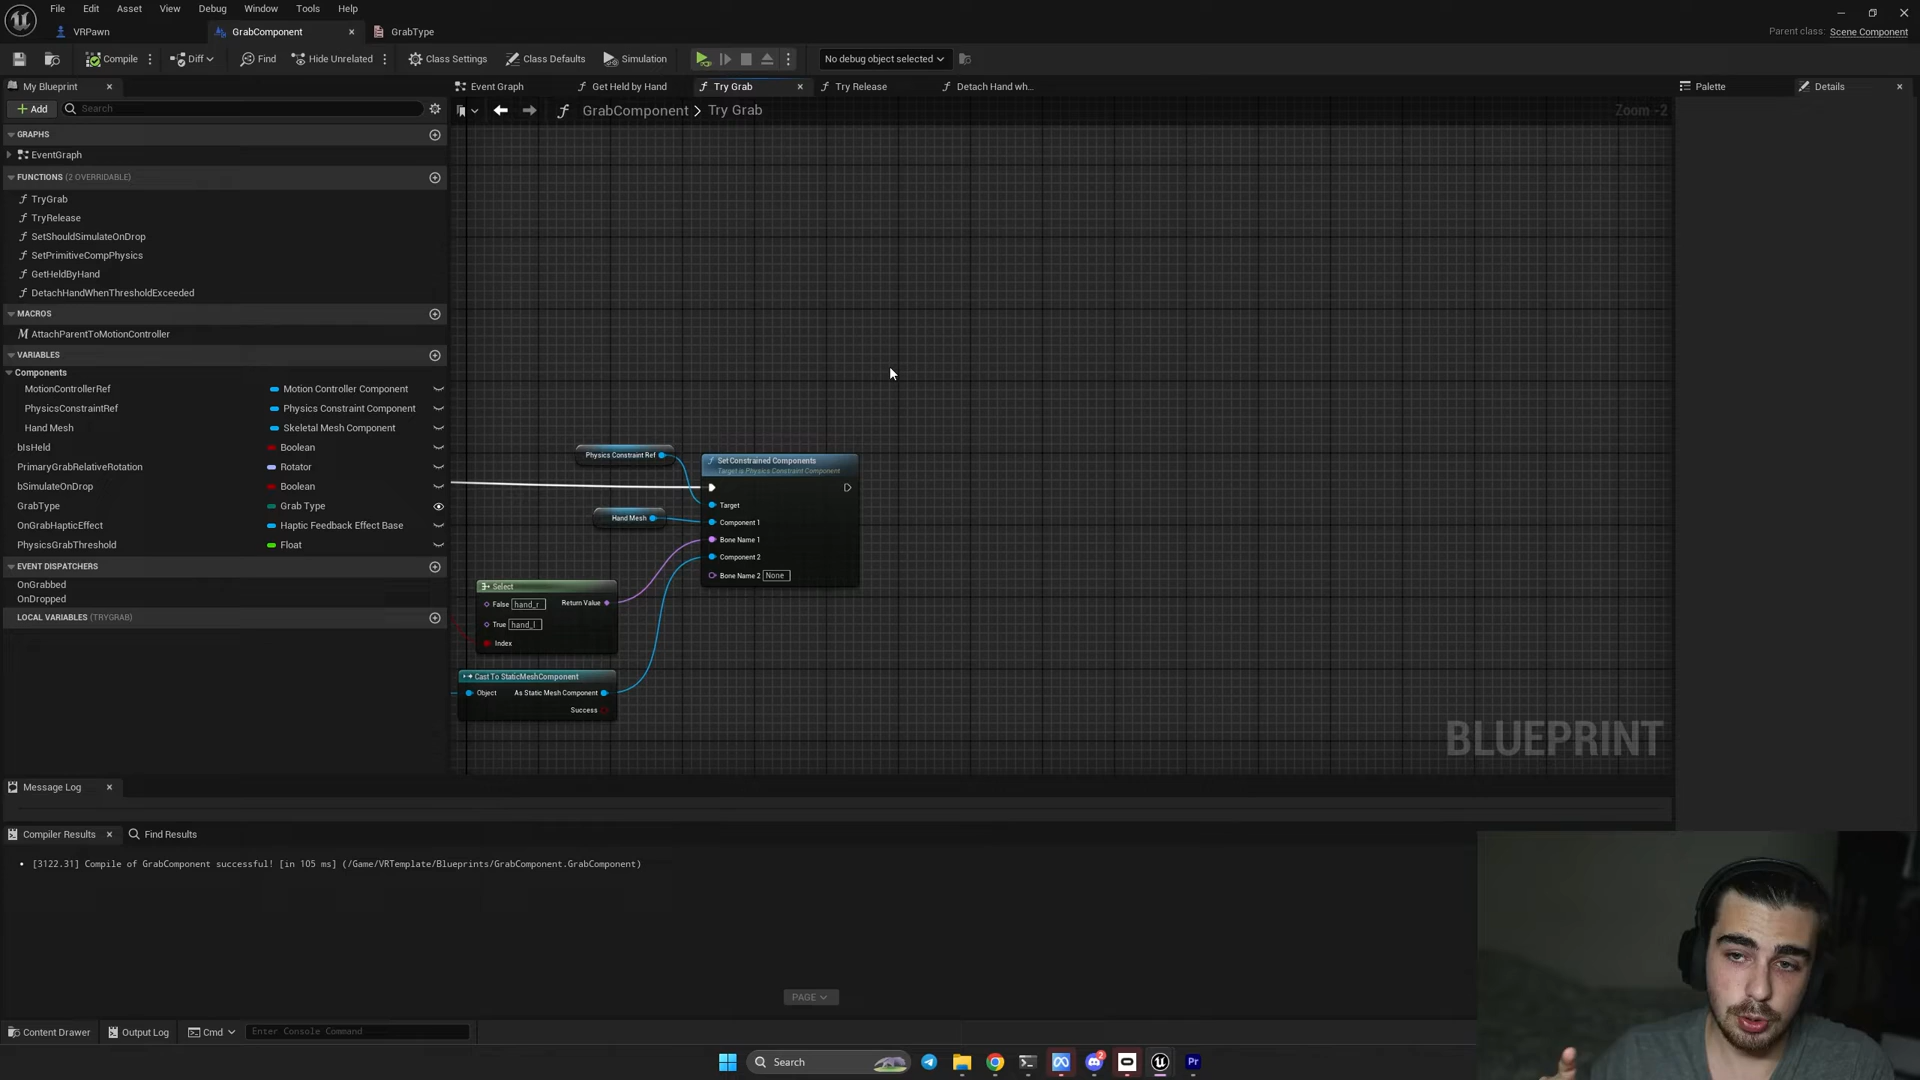 File Edit Asset View Window Debug Tools Help
VRPawn GrabComponent GrabType
Parent class: Scene Component
Compile Diff Find Hide Unrelated Class Settings Class Defaults Simulation No debug object selected
My Blueprint
Event Graph Get Held by Hand Try Grab Try Release Detach Hand wh...
Palette Details
Add Search
GrabComponent > Try Grab
Zoom -2
GRAPHS
EventGraph
FUNCTIONS (2 OVERRIDABLE)
TryGrab
TryRelease
SetShouldSimulateOnDrop
SetPrimitiveCompPhysics
GetHeldByHand
DetachHandWhenThresholdExceeded
MACROS
AttachParentToMotionController
VARIABLES
Components
MotionControllerRef Motion Controller Component
PhysicsConstraintRef Physics Constraint Component
Hand Mesh Skeletal Mesh Component
bIsHeld Boolean
PrimaryGrabRelativeRotation Rotator
bSimulateOnDrop Boolean
GrabType Grab Type
OnGrabHapticEffect Haptic Feedback Effect Base
PhysicsGrabThreshold Float
EVENT DISPATCHERS
OnGrabbed
OnDropped
LOCAL VARIABLES (TRYGRAB)
Physics Constraint Ref
Hand Mesh
Set Constrained Components
Target is Physics Constraint Component
Target
Component 1
Bone Name 1
Component 2
Bone Name 2 None
Select
False hand_r Return Value
True hand_l
Index
Cast To StaticMeshComponent
Object As Static Mesh Component
Success
BLUEPRINT
Message Log
Compiler Results Find Results
[3122.31] Compile of GrabComponent successful! [in 105 ms] (/Game/VRTemplate/Blueprints/GrabComponent.GrabComponent)
PAGE
Content Drawer Output Log Cmd Enter Console Command
Search
2
Pr